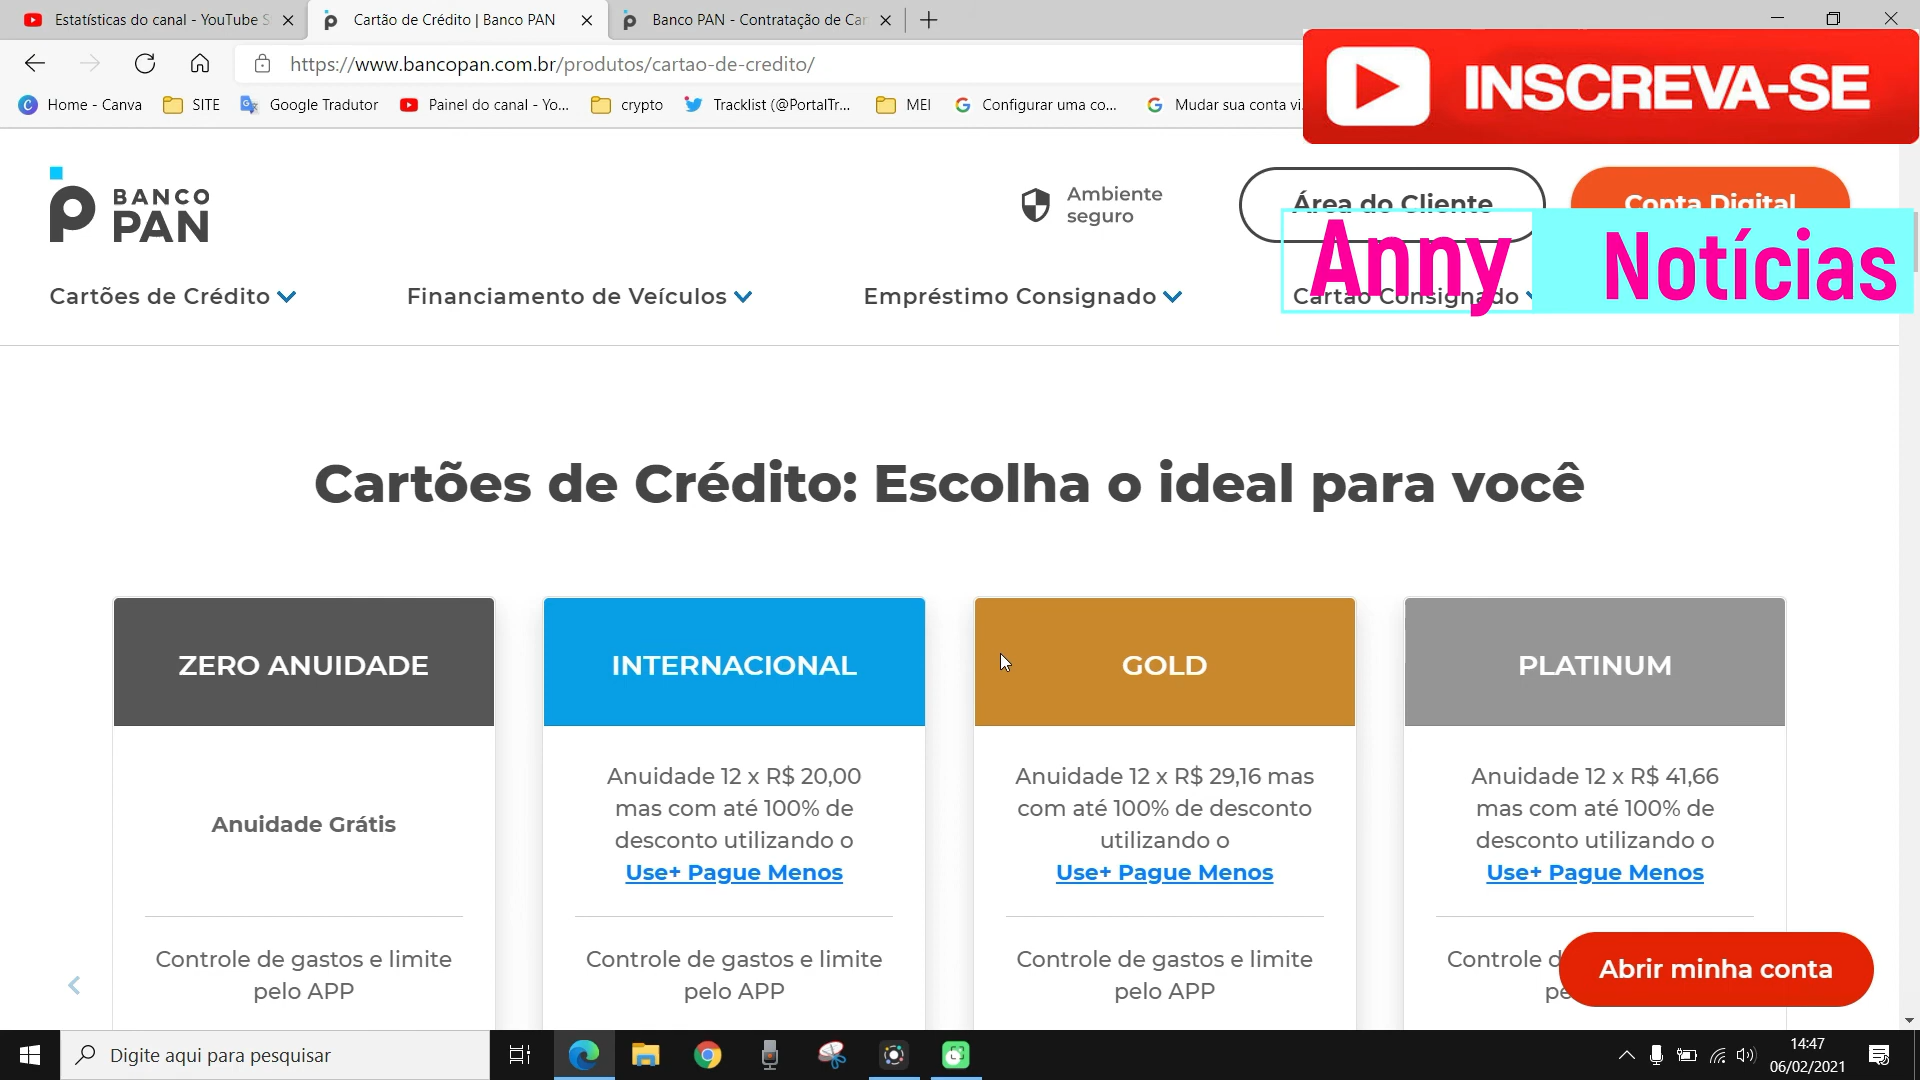 Estatísticas do canal - YouTube S
Cartão de Crédito | Banco PAN
Banco PAN - Contratação de Car
https://www.bancopan.com.br/produtos/cartao-de-credito/
INSCREVA-SE
Home - Canva
SITE
Google Tradutor
Painel do canal - Yo...
crypto
Tracklist (@PortalTr...
MEI
Configurar uma co...
Mudar sua conta vi...
BANCO
PAN
Ambiente
seguro
Área do Cliente
Conta Digital
Anny Notícias
Cartões de Crédito
Financiamento de Veículos
Empréstimo Consignado
Cartão Consignado
Cartões de Crédito: Escolha o ideal para você
ZERO ANUIDADE
Anuidade Grátis
Controle de gastos e limite
pelo APP
INTERNACIONAL
Anuidade 12 x R$ 20,00
mas com até 100% de
desconto utilizando o
Use+ Pague Menos
Controle de gastos e limite
pelo APP
GOLD
Anuidade 12 x R$ 29,16 mas
com até 100% de desconto
utilizando o
Use+ Pague Menos
Controle de gastos e limite
pelo APP
PLATINUM
Anuidade 12 x R$ 41,66
mas com até 100% de
desconto utilizando o
Use+ Pague Menos
Controle d
pe
Abrir minha conta
Digite aqui para pesquisar
14:47
06/02/2021